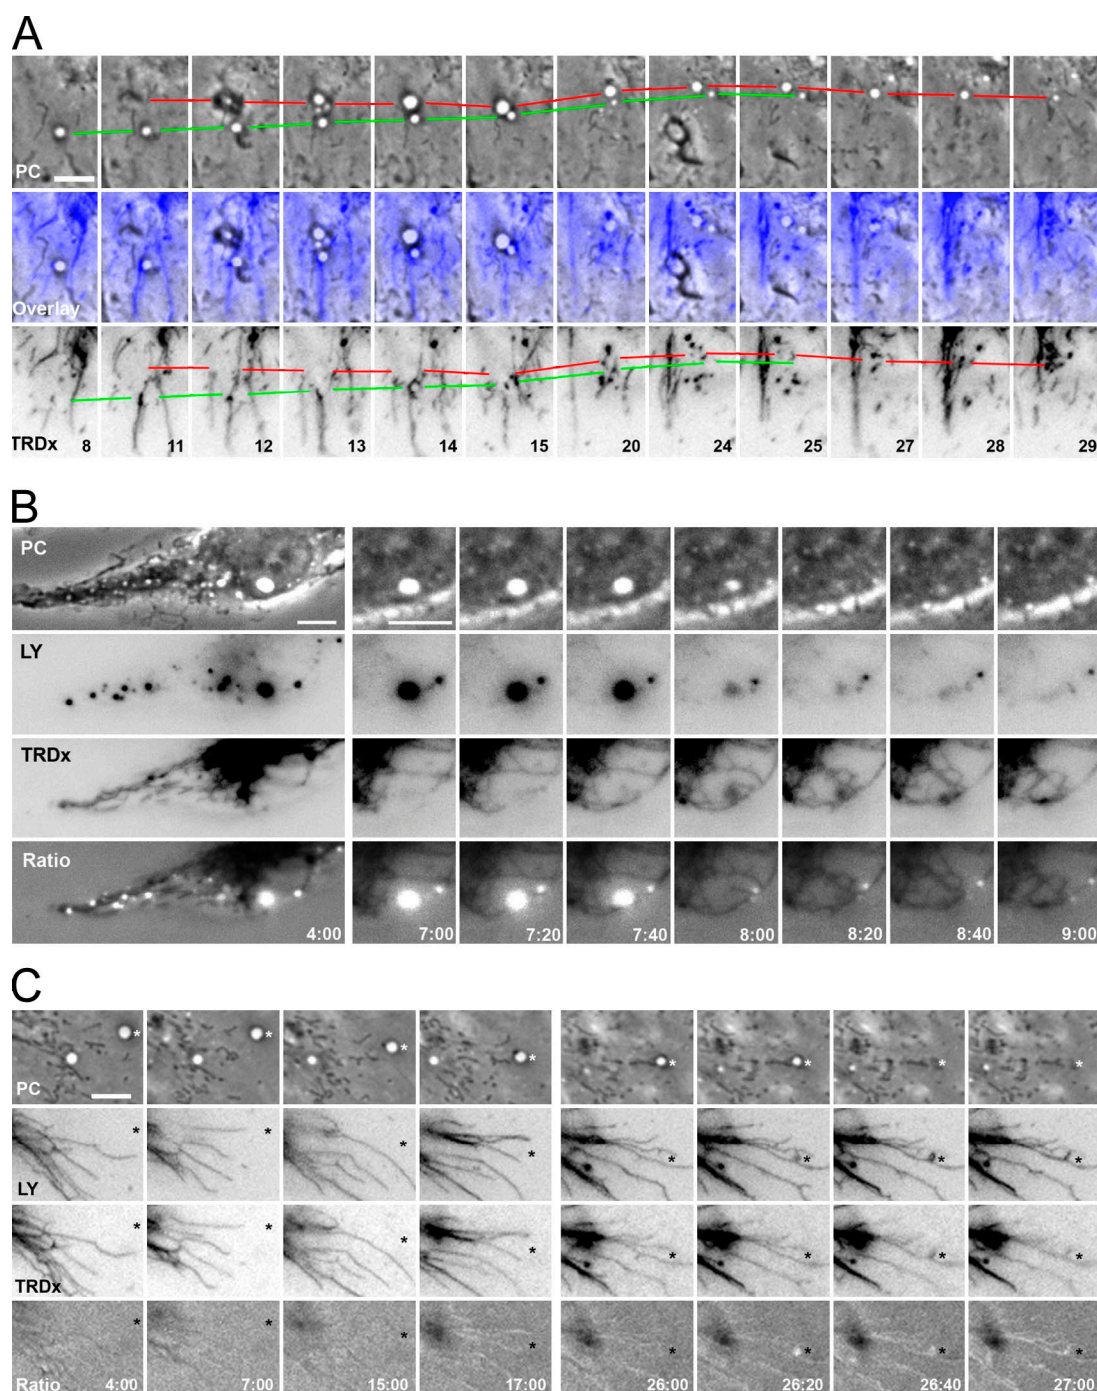 A
PC
Overlay
TRDx 8 11 12 13 14 15 20 24 25 27 28 29
B
PC
LY
TRDx
Ratio
4:00 7:00 7:20 7:40 8:00 8:20 8:40 9:00
C
PC * * * * * * * *
LY * * * * * * * *
TRDx * * * * * * * *
* * * * * * * *
Ratio 4:00 7:00 15:00 17:00 26:00 26:20 26:40 27:00